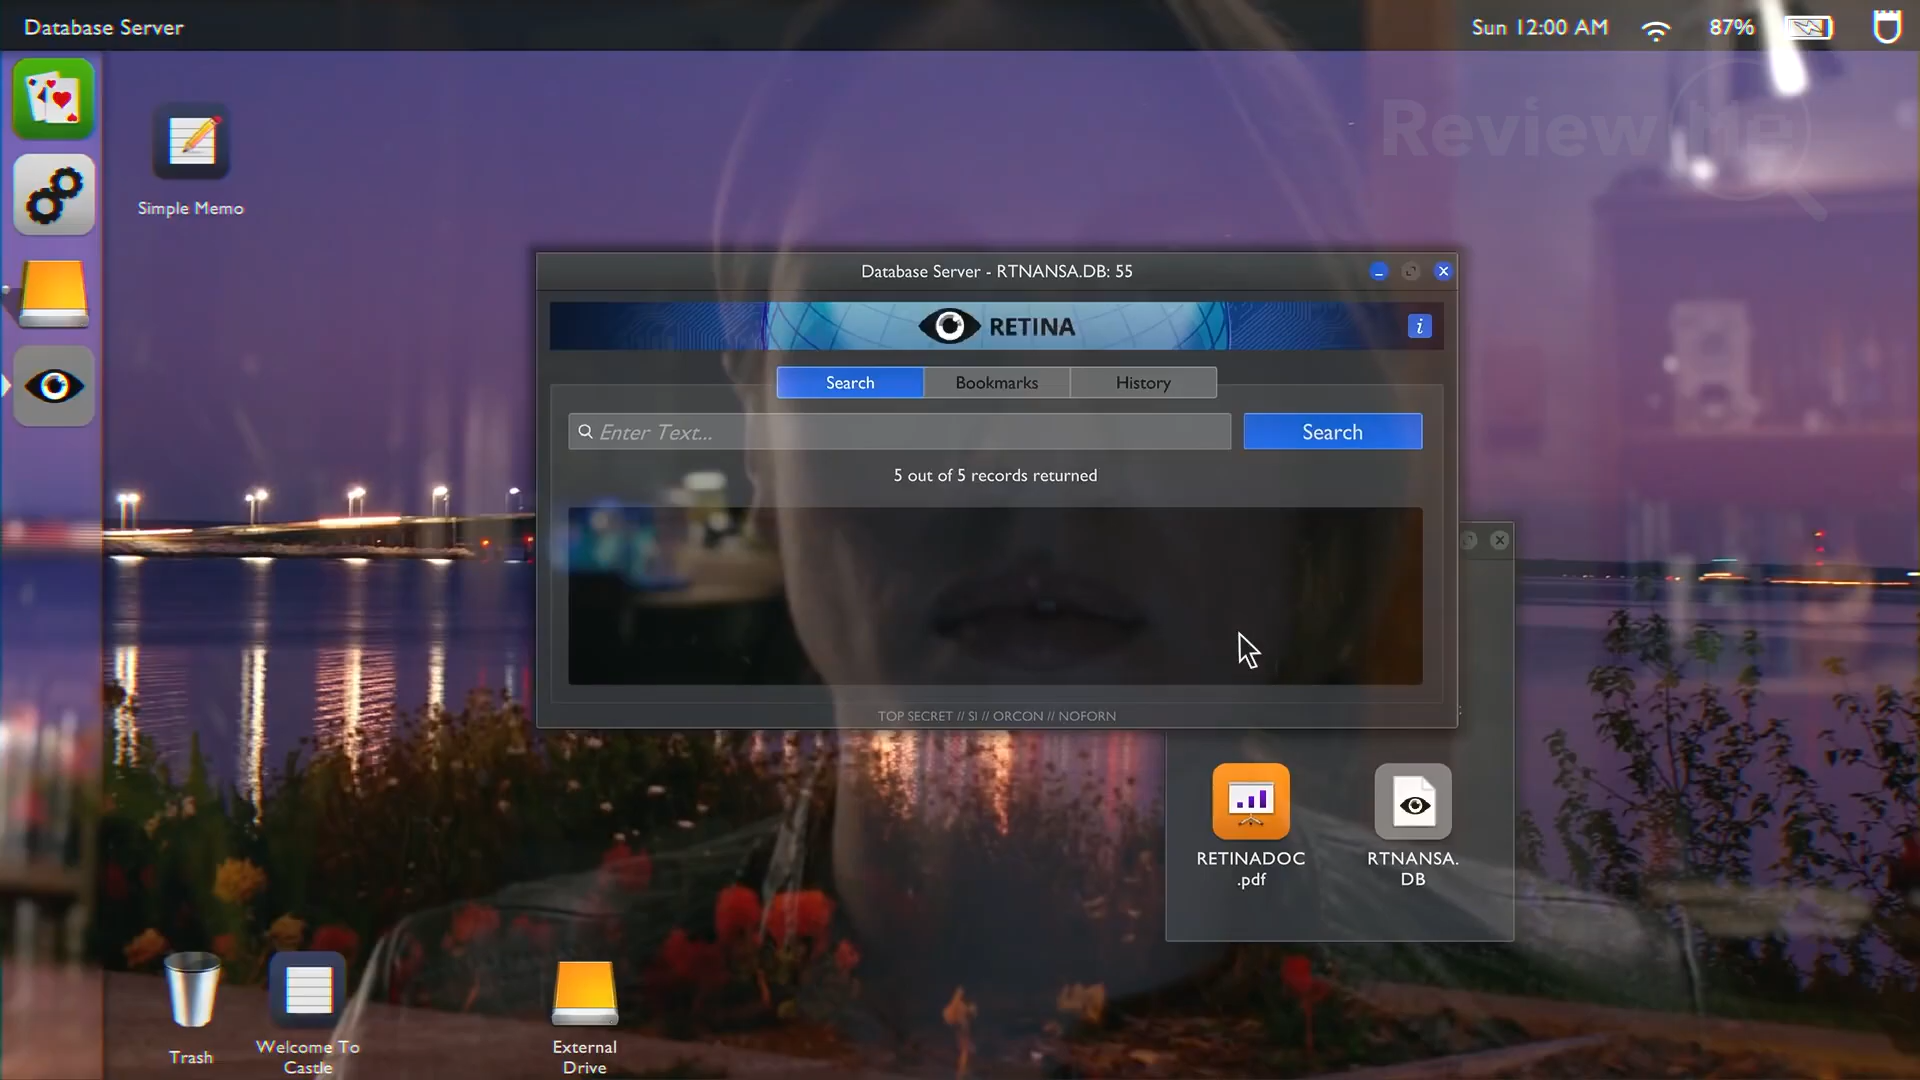 Database Server
Sun 12:00 AM
87%
Review Me
Simple Memo
Database Server - RTNANSA.DB: 55
RETINA
i
Search
Bookmarks
History
Enter Text...
Search
5 out of 5 records returned
TOP SECRET // SI // ORCON // NOFORN
RETINADOC
.pdf
RTNANSA.
DB
Trash
Welcome To
Castle
External
Drive